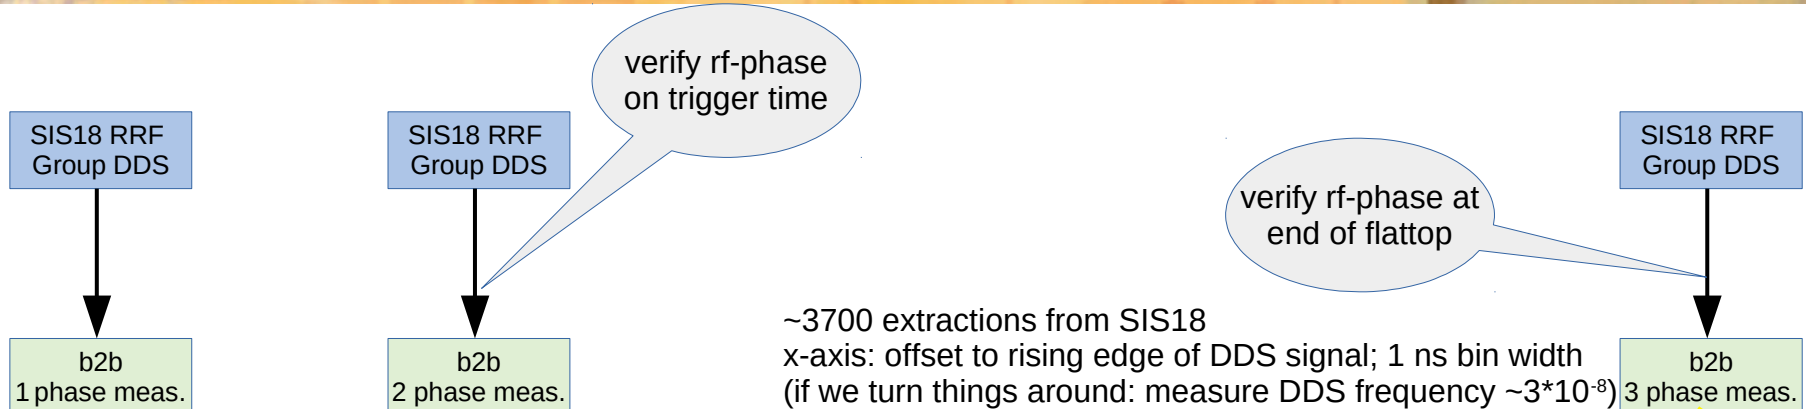 verify rf-phase
on trigger time
SIS18 RRF
Group DDS
SIS18 RRF
Group DDS
SIS18 RRF
Group DDS
verify rf-phase at
end of flattop
~3700 extractions from SIS18
x-axis: offset to rising edge of DDS signal; 1 ns bin width
(if we turn things around: measure DDS frequency ~3*10⁻⁸)
b2b
1 phase meas.
b2b
2 phase meas.
b2b
3 phase meas.